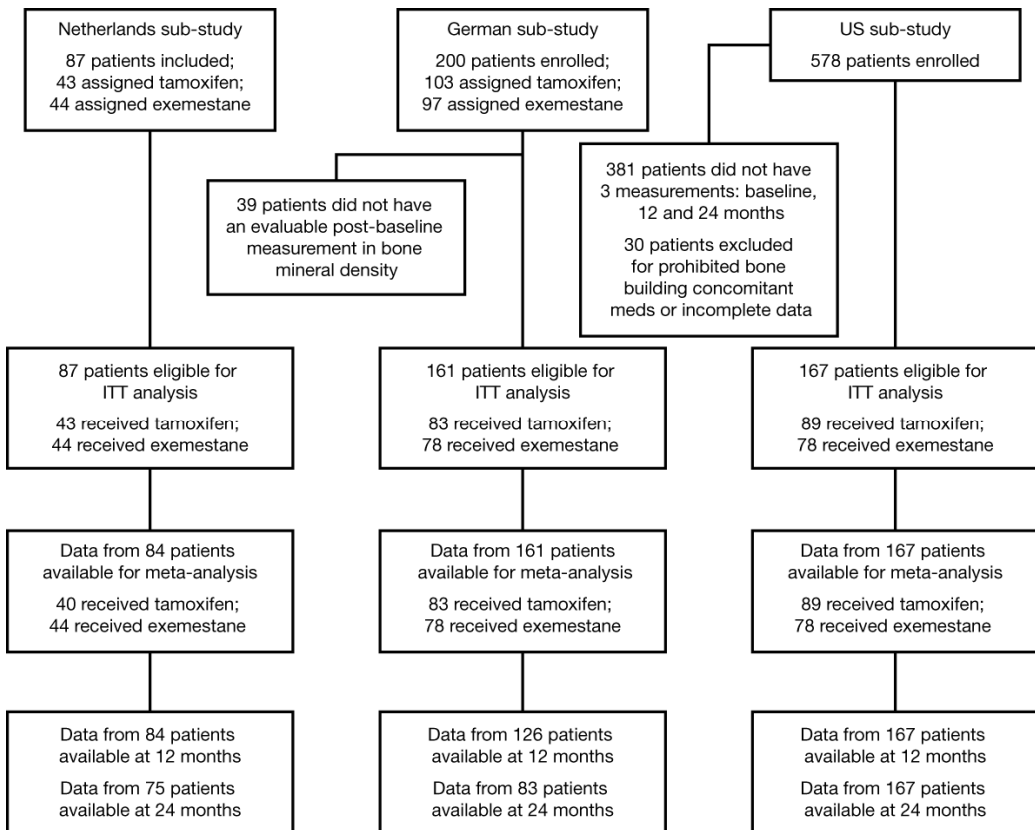 Netherlands sub-study
87 patients included;
43 assigned tamoxifen;
44 assigned exemestane
German sub-study
200 patients enrolled;
103 assigned tamoxifen;
97 assigned exemestane
US sub-study
578 patients enrolled
39 patients did not have
an evaluable post-baseline
measurement in bone
mineral density
381 patients did not have
3 measurements: baseline,
12 and 24 months
30 patients excluded
for prohibited bone
building concomitant
meds or incomplete data
87 patients eligible for
ITT analysis
43 received tamoxifen;
44 received exemestane
161 patients eligible for
ITT analysis
83 received tamoxifen;
78 received exemestane
167 patients eligible for
ITT analysis
89 received tamoxifen;
78 received exemestane
Data from 84 patients
available for meta-analysis
40 received tamoxifen;
44 received exemestane
Data from 161 patients
available for meta-analysis
83 received tamoxifen;
78 received exemestane
Data from 167 patients
available for meta-analysis
89 received tamoxifen;
78 received exemestane
Data from 84 patients
available at 12 months
Data from 75 patients
available at 24 months
Data from 126 patients
available at 12 months
Data from 83 patients
available at 24 months
Data from 167 patients
available at 12 months
Data from 167 patients
available at 24 months